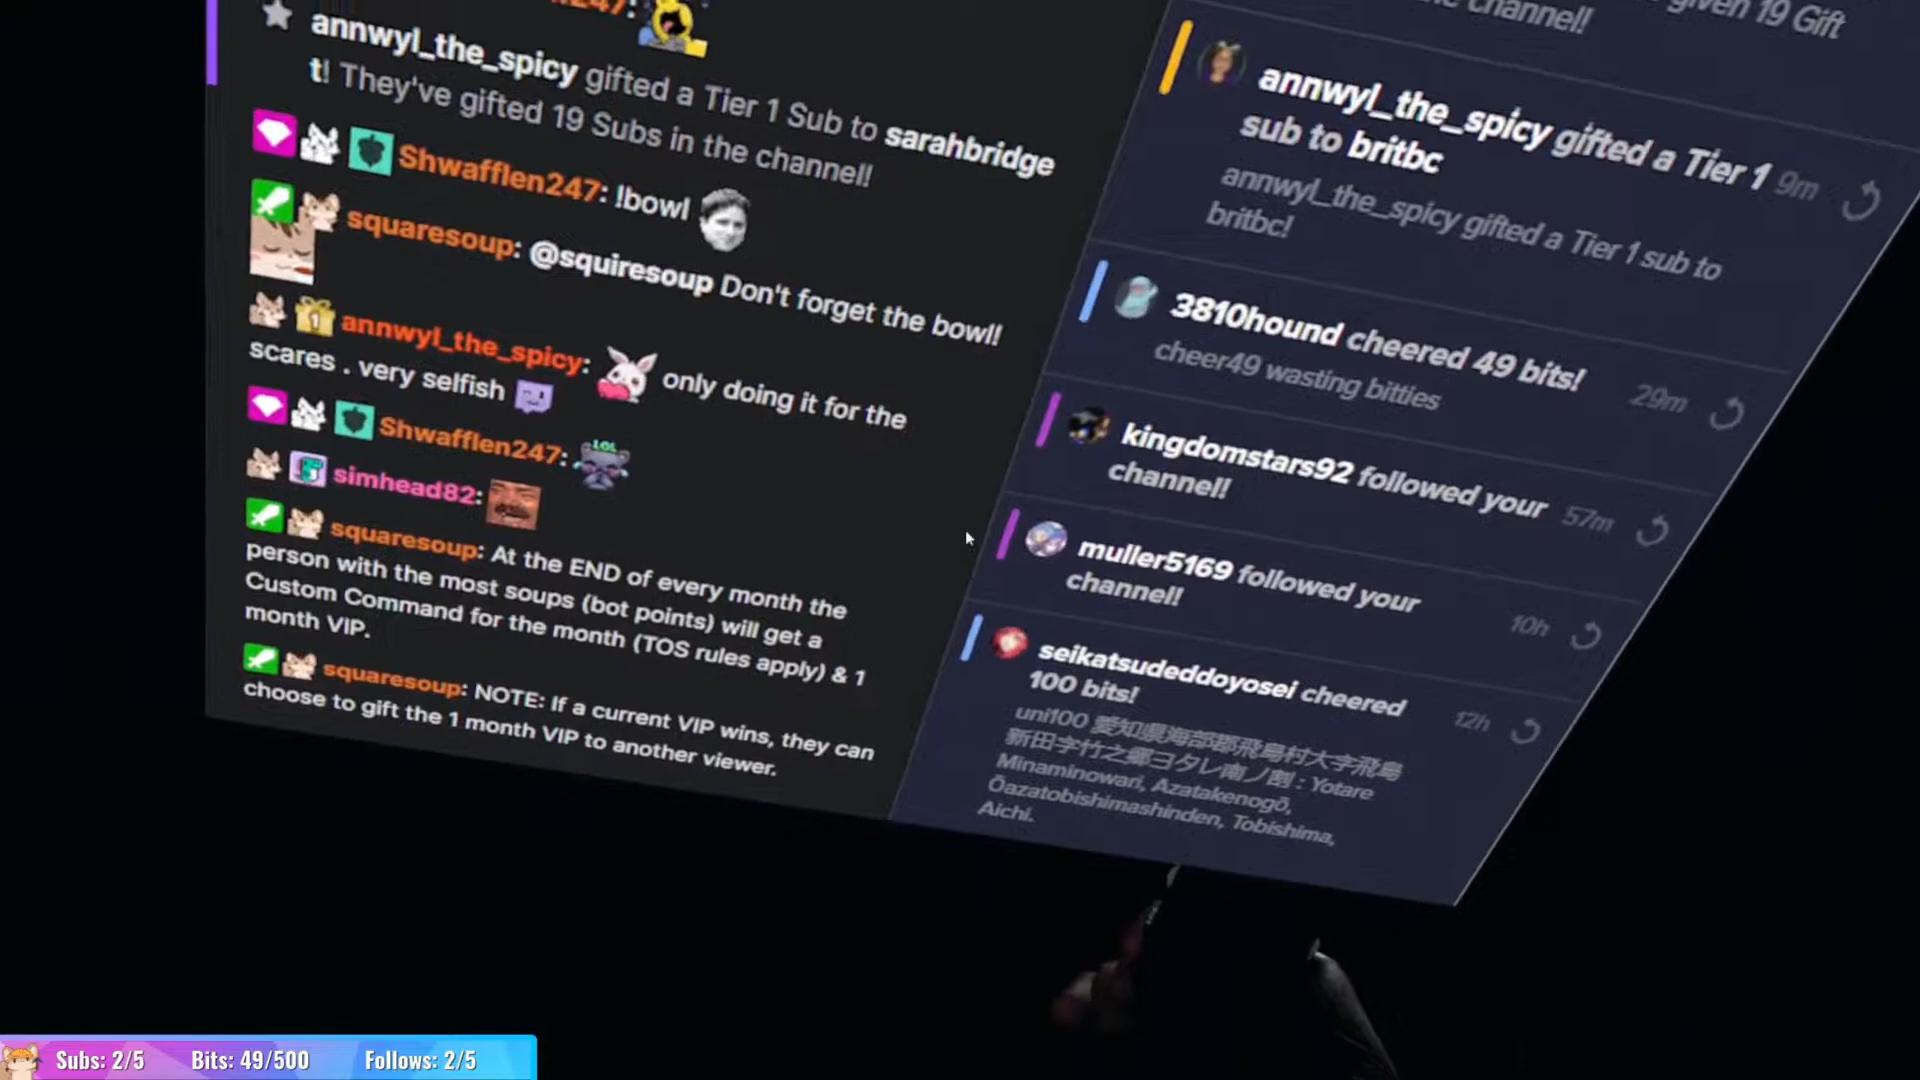 annwyl_the_spicy gifted a Tier 1 Sub to sarahbridge
t! They've gifted 19 Subs in the channel!
Shwafflen247: !bowl
squaresoup: @squiresoup Don't forget the bowl!
annwyl_the_spicy: only doing it for the
scares . very selfish
Shwafflen247: LOL
simhead82:
squaresoup: At the END of every month the
person with the most soups (bot points) will get a
Custom Command for the month (TOS rules apply) & 1
month VIP.
squaresoup: NOTE: If a current VIP wins, they can
choose to gift the 1 month VIP to another viewer.
given 19 Gift
channel!
annwyl_the_spicy gifted a Tier 1 9m
sub to britbc
annwyl_the_spicy gifted a Tier 1 sub to
britbc!
3810hound cheered 49 bits! 29m
cheer49 wasting bitties
kingdomstars92 followed your 57m
channel!
muller5169 followed your 10h
channel!
seikatsudeddoyosei cheered 12h
100 bits!
uni100 愛知県海部郡飛島村大字飛島
新田字竹之郷ヨタレ南ノ割 : Yotare
Minaminowari, Azatakenogō,
Ōazatobishimashinden, Tobishima,
Aichi.
Subs: 2/5 Bits: 49/500 Follows: 2/5